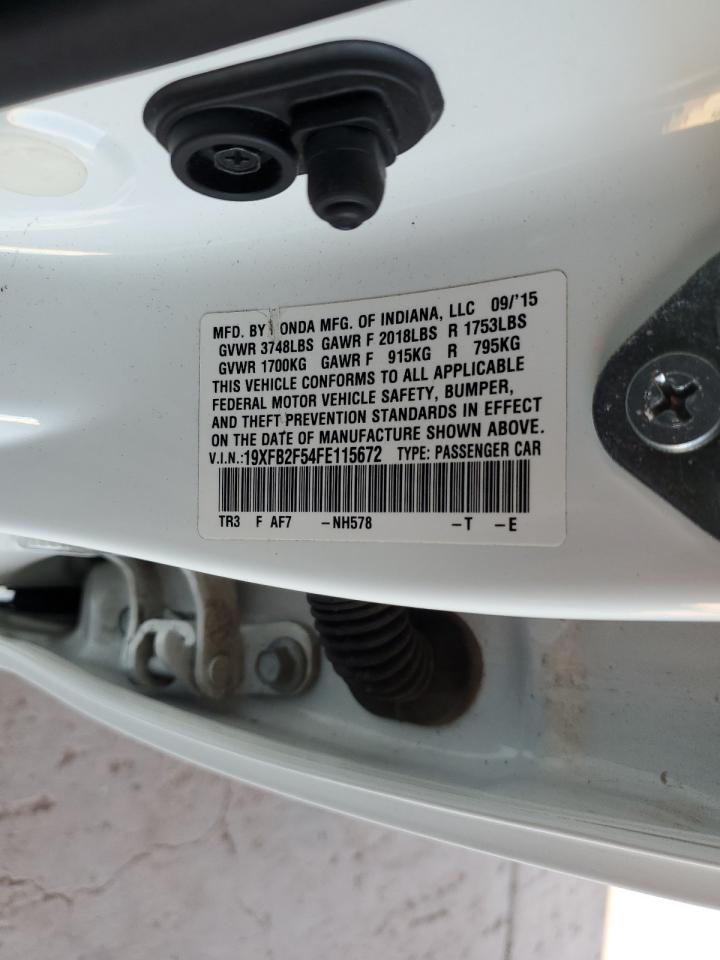 MFD. BY ONDA MFG. OF INDIANA, LLC 09/'15
GVWR 3748LBS GAWR F 2018LBS R 1753LBS
GVWR 1700KG GAWR F 915KG R 795KG
THIS VEHICLE CONFORMS TO ALL APPLICABLE
FEDERAL MOTOR VEHICLE SAFETY, BUMPER,
AND THEFT PREVENTION STANDARDS IN EFFECT
ON THE DATE OF MANUFACTURE SHOWN ABOVE.
V.I.N.:19XFB2F54FE115672 TYPE: PASSENGER CAR
TR3 F AF7 -NH578 -T -E